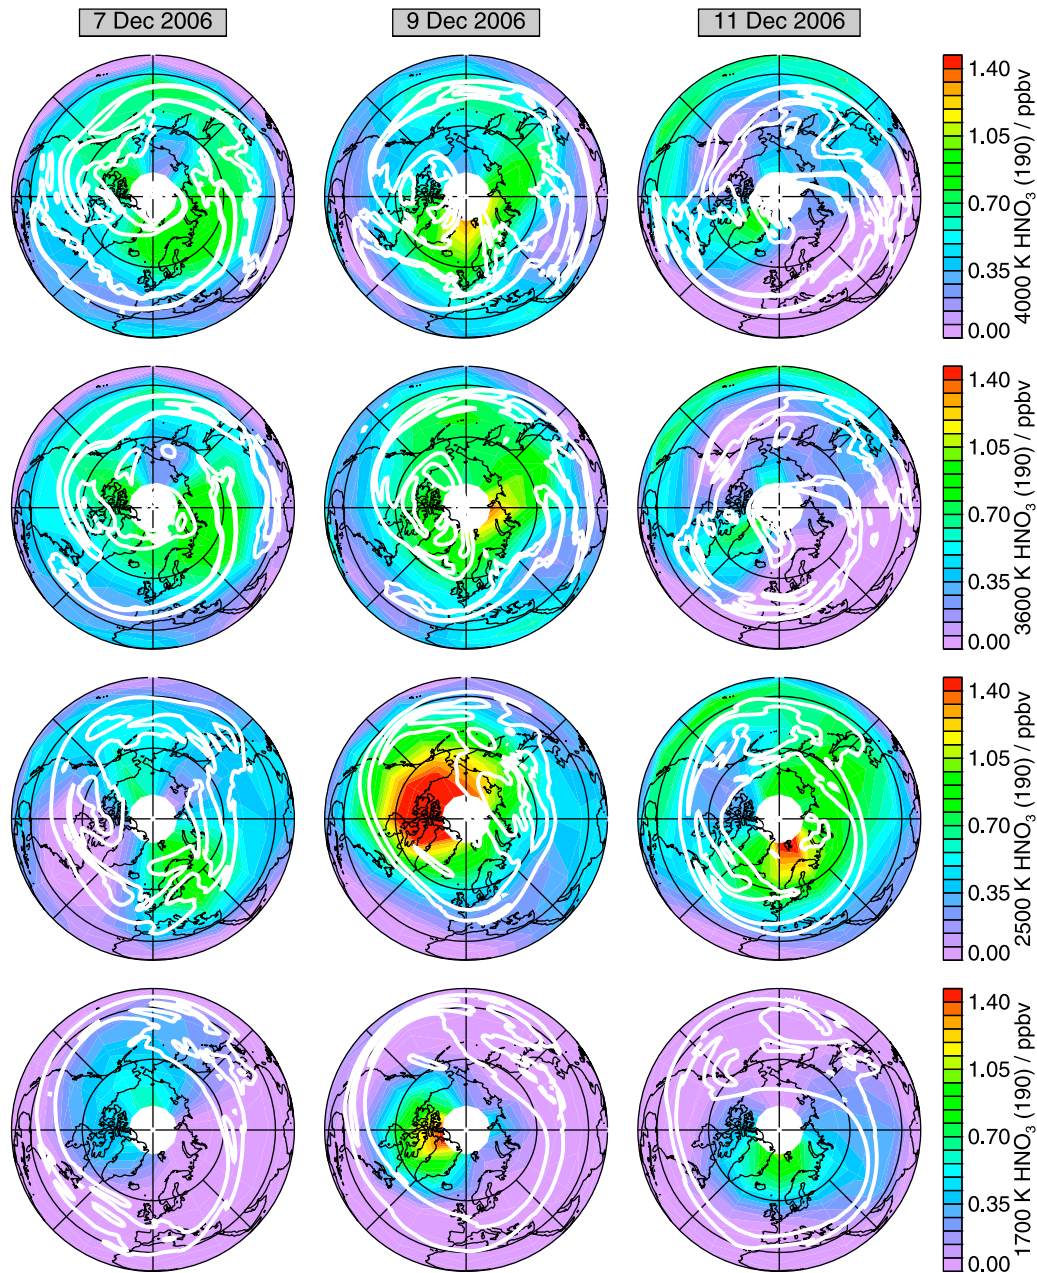 7 Dec 2006
9 Dec 2006
11 Dec 2006
1.40
1.05
0.70
0.35
0.00
4000 K HNO₃ (190) / ppbv
1.40
1.05
0.70
0.35
0.00
3600 K HNO₃ (190) / ppbv
1.40
1.05
0.70
0.35
0.00
2500 K HNO₃ (190) / ppbv
1.40
1.05
0.70
0.35
0.00
1700 K HNO₃ (190) / ppbv